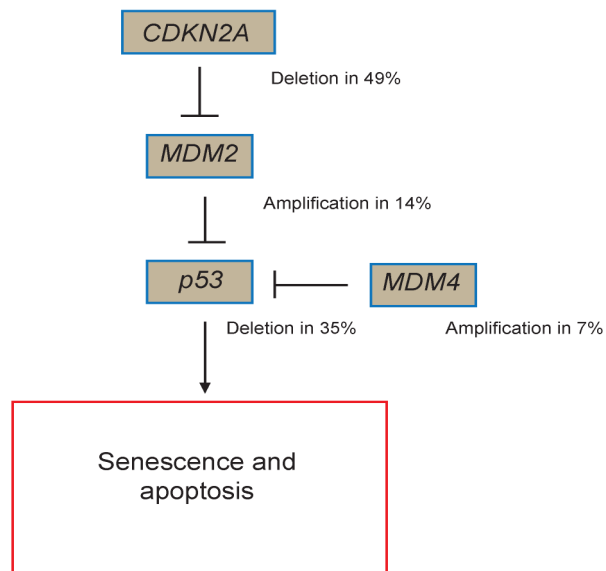 CDKN2A
Deletion in 49%
MDM2
Amplification in 14%
p53
MDM4
Deletion in 35%
Amplification in 7%
Senescence and
apoptosis